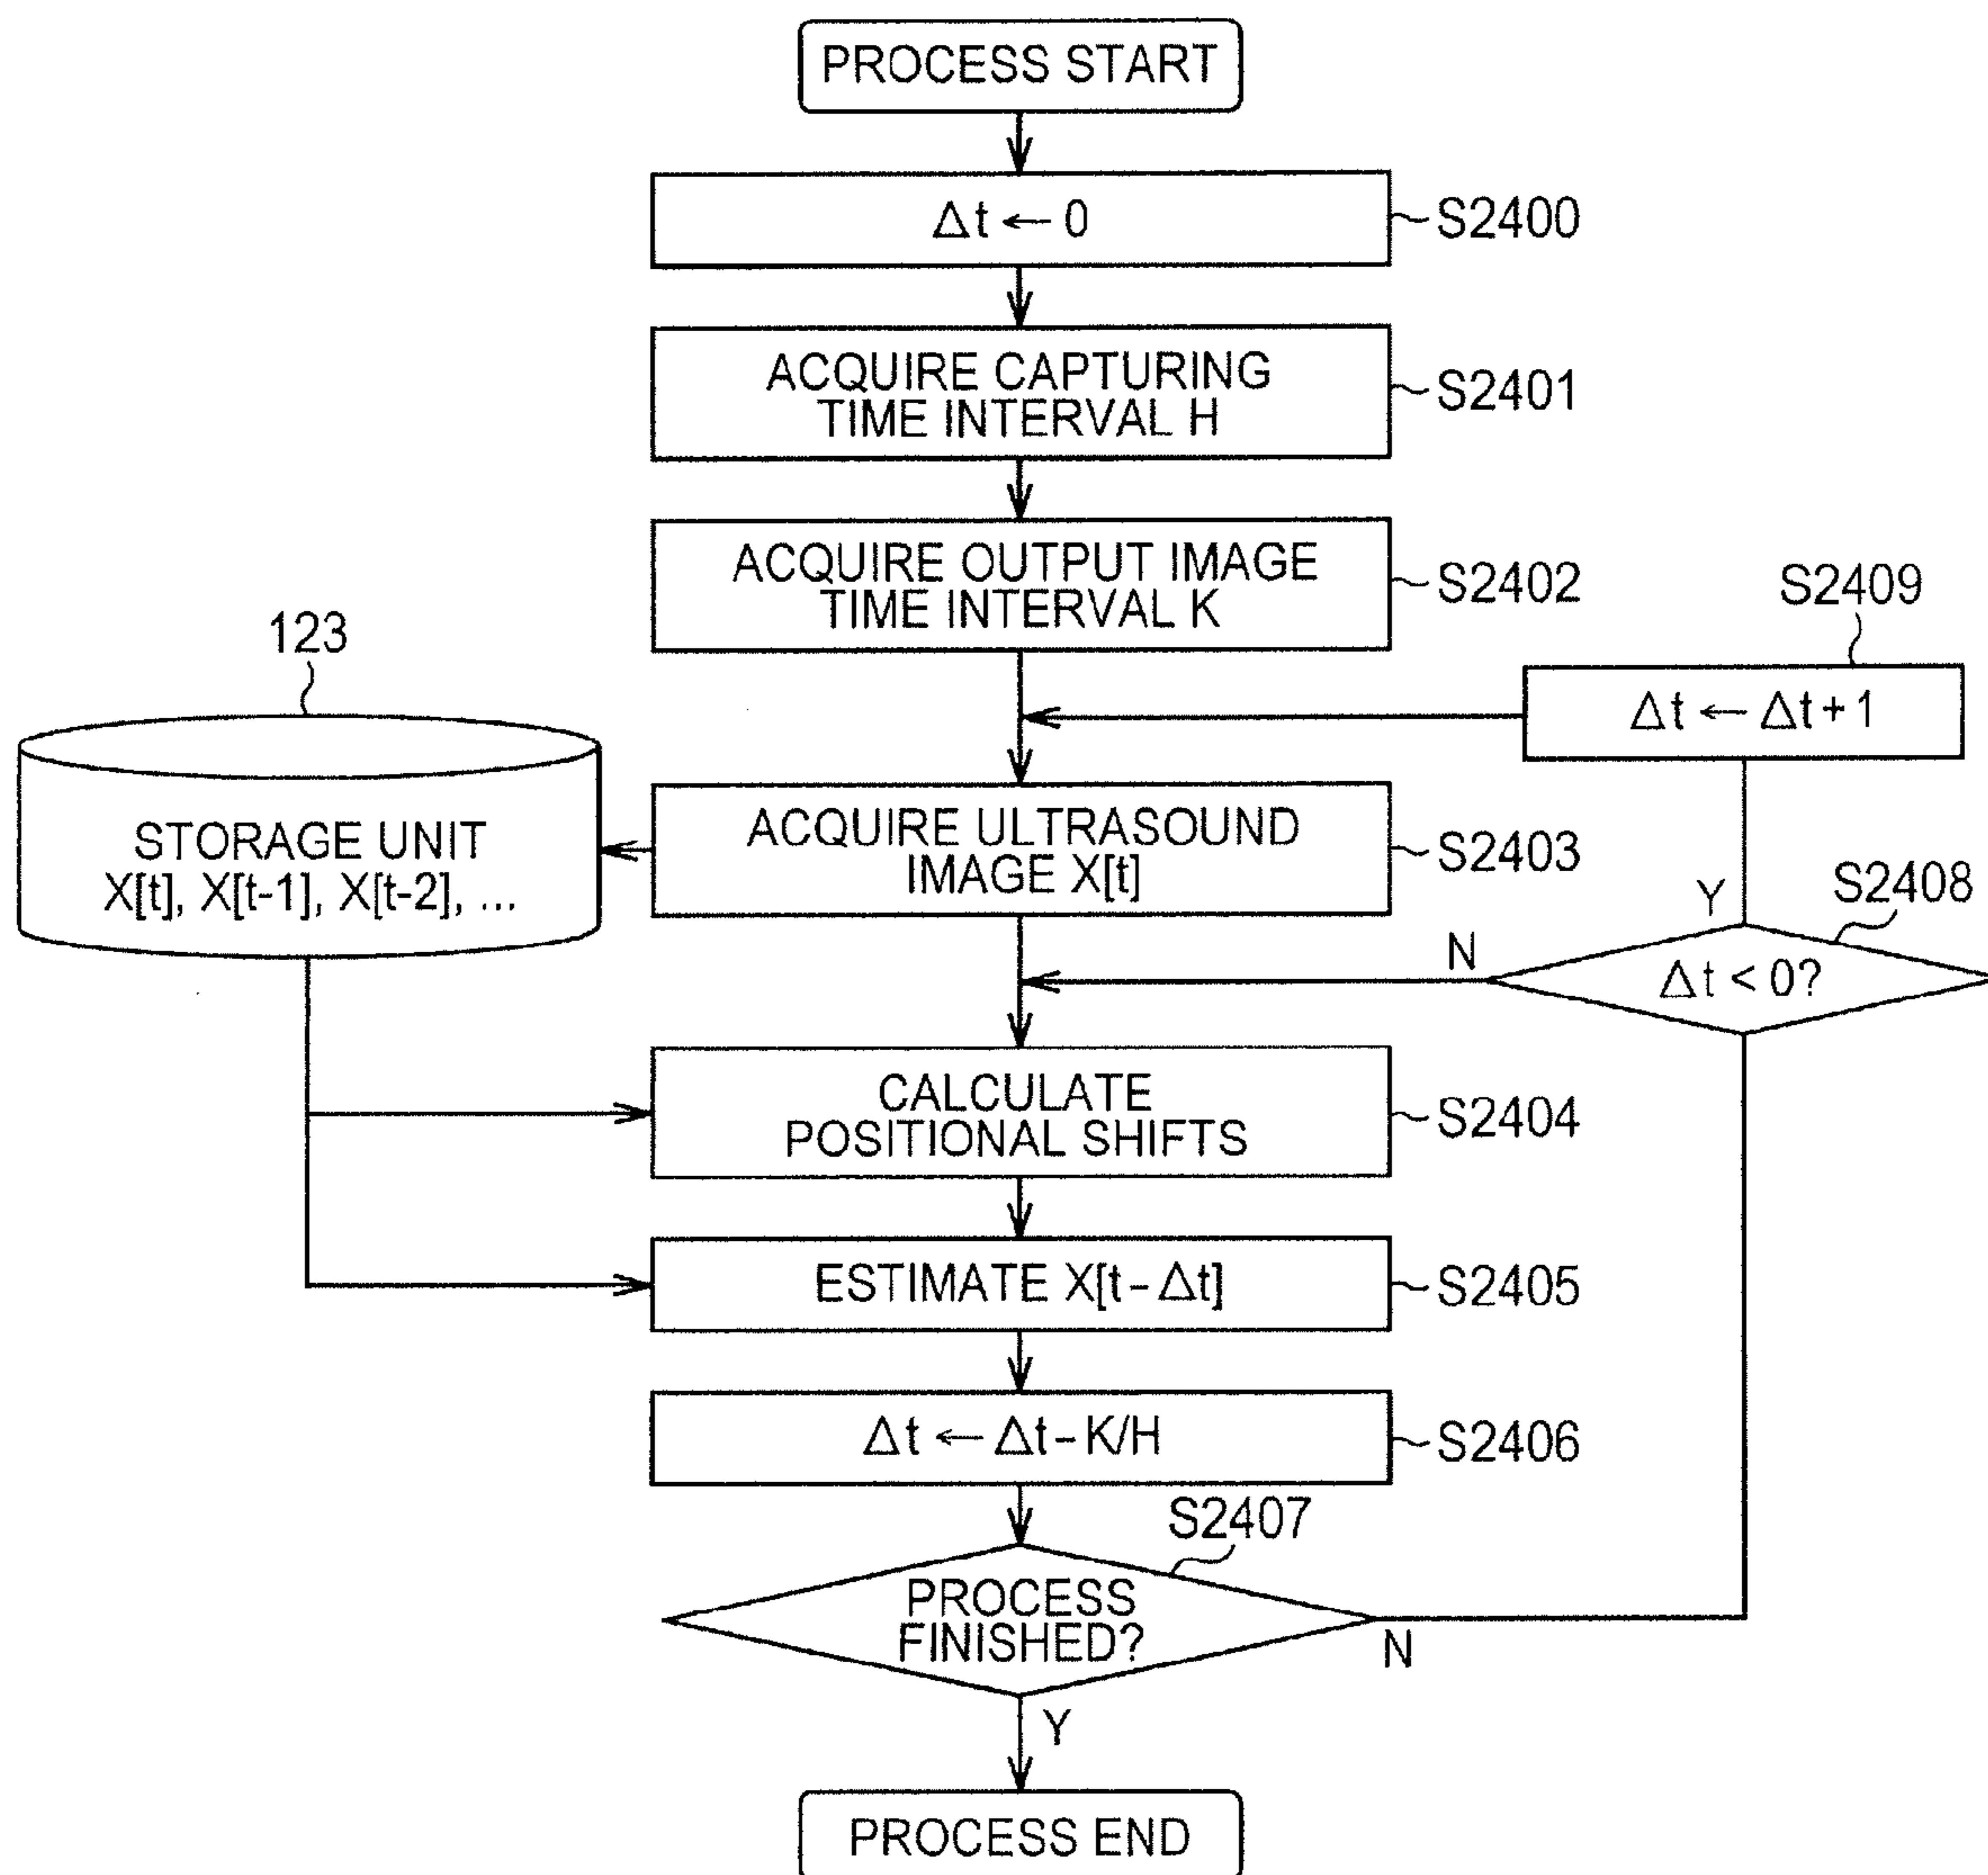 PROCESS START
Δt ← 0
S2400
ACQUIRE CAPTURING
TIME INTERVAL H
S2401
ACQUIRE OUTPUT IMAGE
TIME INTERVAL K
S2402
S2409
Δt ← Δt + 1
123
STORAGE UNIT
X[t], X[t-1], X[t-2], ...
ACQUIRE ULTRASOUND
IMAGE X[t]
S2403
S2408
Y
N
Δt < 0?
CALCULATE
POSITIONAL SHIFTS
S2404
ESTIMATE X[t - Δt]
S2405
Δt ← Δt - K/H
S2406
S2407
PROCESS
FINISHED?
N
Y
PROCESS END